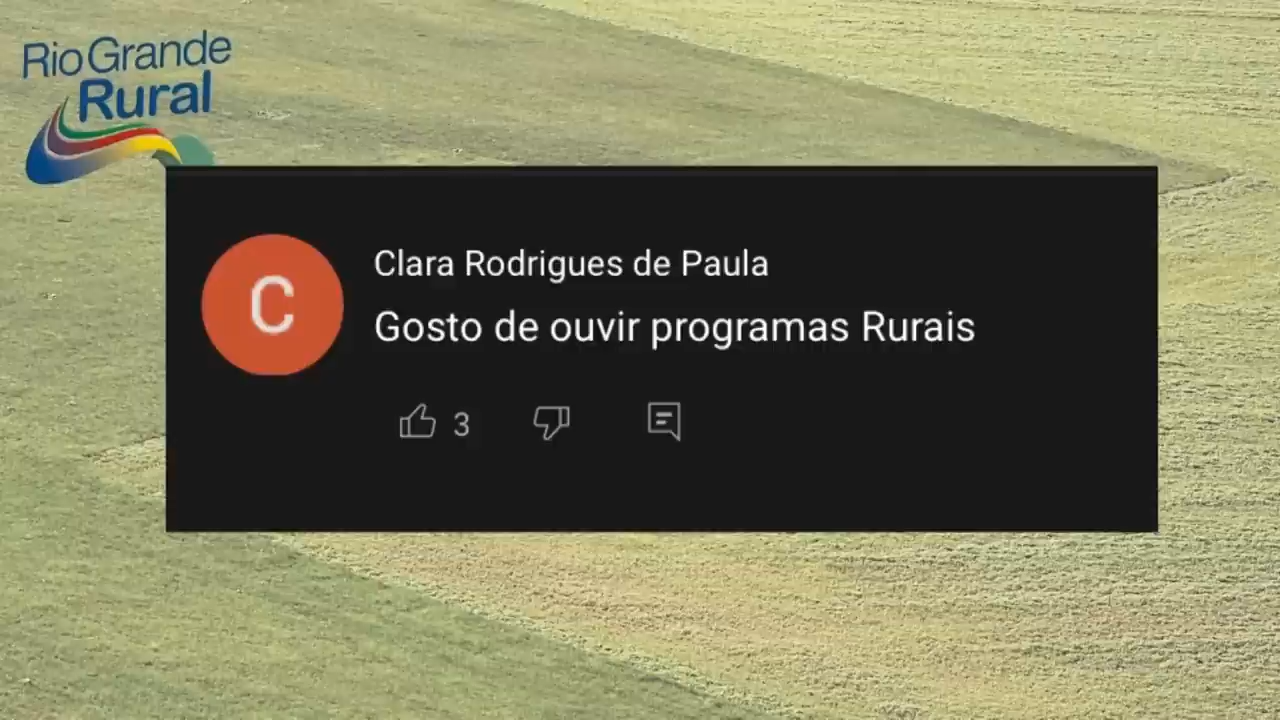 Rio Grande
Rural
C
Clara Rodrigues de Paula
Gosto de ouvir programas Rurais
3